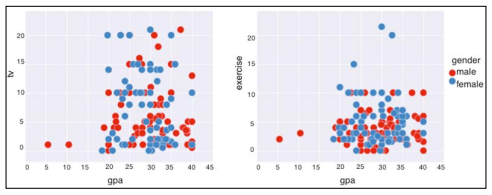 20
15
10
5
0
tv
0 5 10 15 20 25 30 35 40 45
gpa
20
15
10
5
0
exercise
0 5 10 15 20 25 30 35 40 45
gpa
gender
male
female